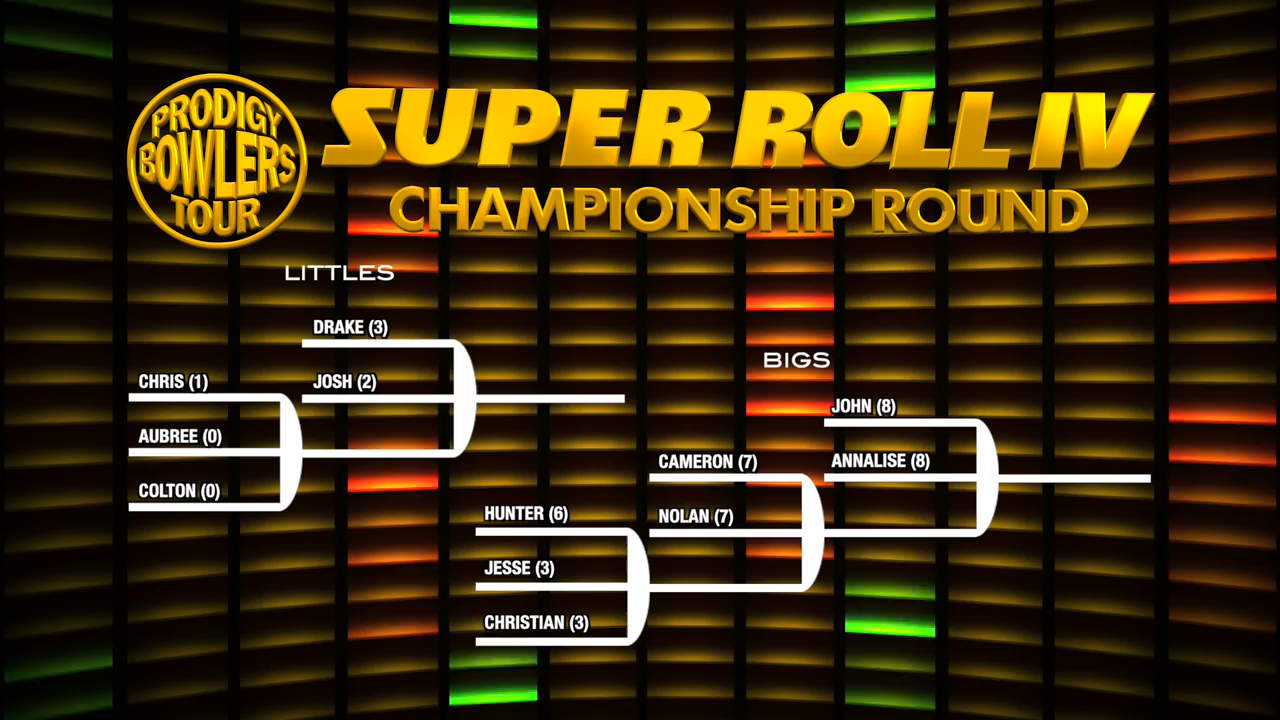 PRODIGY
BOWLERS
TOUR
SUPER ROLL IV
CHAMPIONSHIP ROUND
LITTLES
DRAKE (3)
JOSH (2)
CHRIS (1)
AUBREE (0)
COLTON (0)
BIGS
JOHN (8)
ANNALISE (8)
CAMERON (7)
NOLAN (7)
HUNTER (6)
JESSE (3)
CHRISTIAN (3)